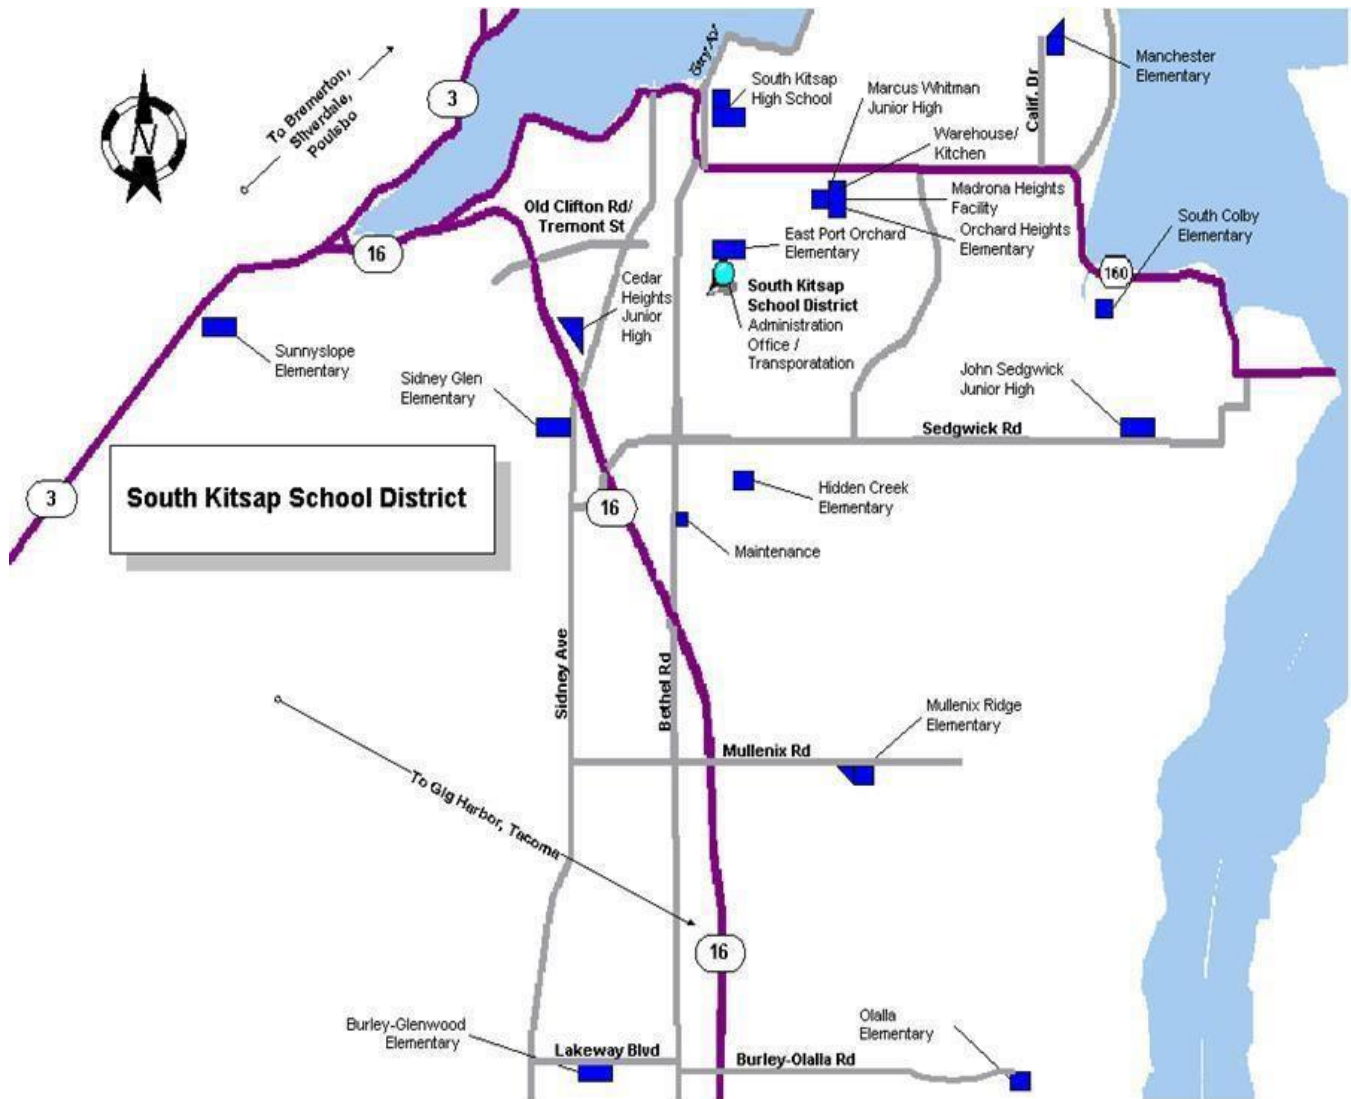 Manchester
Elementary
Bay Av
South Kitsap
High School
Marcus Whitman
Junior High
Calif. Dr
3
To Bremerton,
Silverdale,
Poulsbo
N
Warehouse/
Kitchen
Madrona Heights
Facility
Old Clifton Rd/
Tremont St
South Colby
Elementary
Orchard Heights
Elementary
East Port Orchard
Elementary
16
160
Cedar
Heights
Junior
High
South Kitsap
School District
Administration
Office /
Transporatation
Sunnyslope
Elementary
Sidney Glen
Elementary
John Sedgwick
Junior High
Sedgwick Rd
3
South Kitsap School District
16
Hidden Creek
Elementary
Maintenance
Sidney Ave
Bethel Rd
Mullenix Ridge
Elementary
Mullenix Rd
To Gig Harbor, Tacoma
16
Burley-Glenwood
Elementary
Olalla
Elementary
Lakeway Blvd
Burley-Olalla Rd